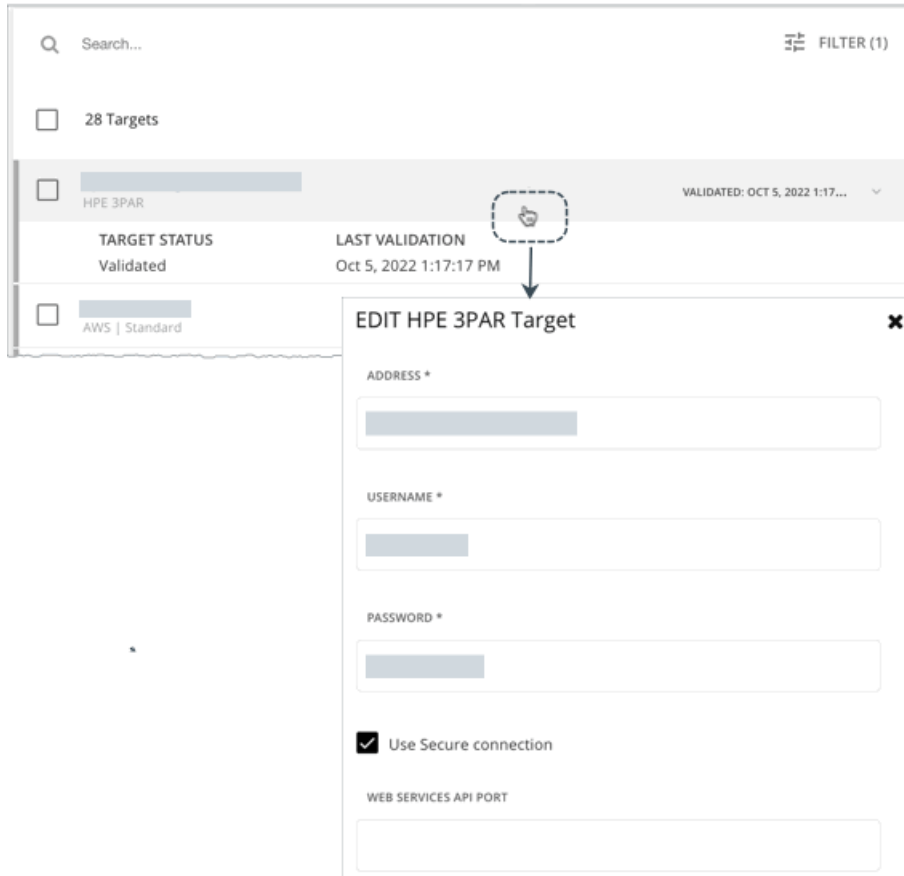 Search...
FILTER (1)
28 Targets
HPE 3PAR
VALIDATED: OCT 5, 2022 1:17...
TARGET STATUS
LAST VALIDATION
Validated
Oct 5, 2022 1:17:17 PM
AWS | Standard
EDIT HPE 3PAR Target
ADDRESS *
USERNAME *
PASSWORD *
Use Secure connection
WEB SERVICES API PORT